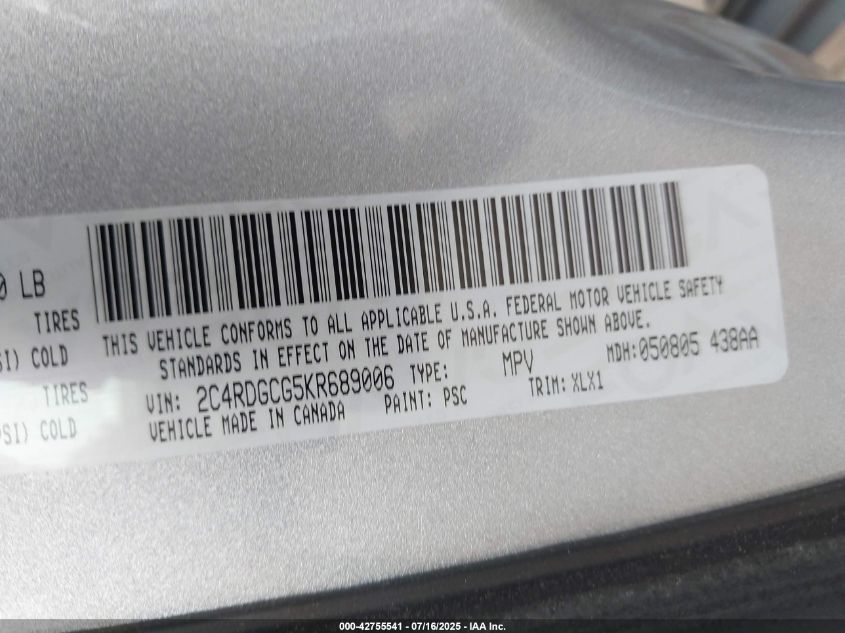 0 LB
TIRES
SI) COLD
TIRES
PSI) COLD
THIS VEHICLE CONFORMS TO ALL APPLICABLE U.S.A. FEDERAL MOTOR VEHICLE SAFETY
STANDARDS IN EFFECT ON THE DATE OF MANUFACTURE SHOWN ABOVE.
VIN: 2C4RDGCG5KR689006 TYPE: MPV MDH:050805 438AA
VEHICLE MADE IN CANADA PAINT: PSC TRIM: XLX1
000-42755541 - 07/16/2025 - IAA Inc.